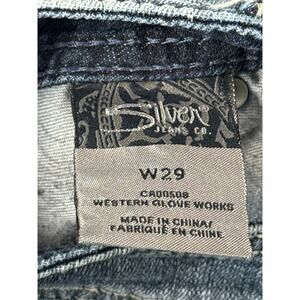 Silver
JEANS CO.
W29
CA00508
WESTERN GLOVE WORKS
MADE IN CHINA/
FABRIQUÉ EN CHINE